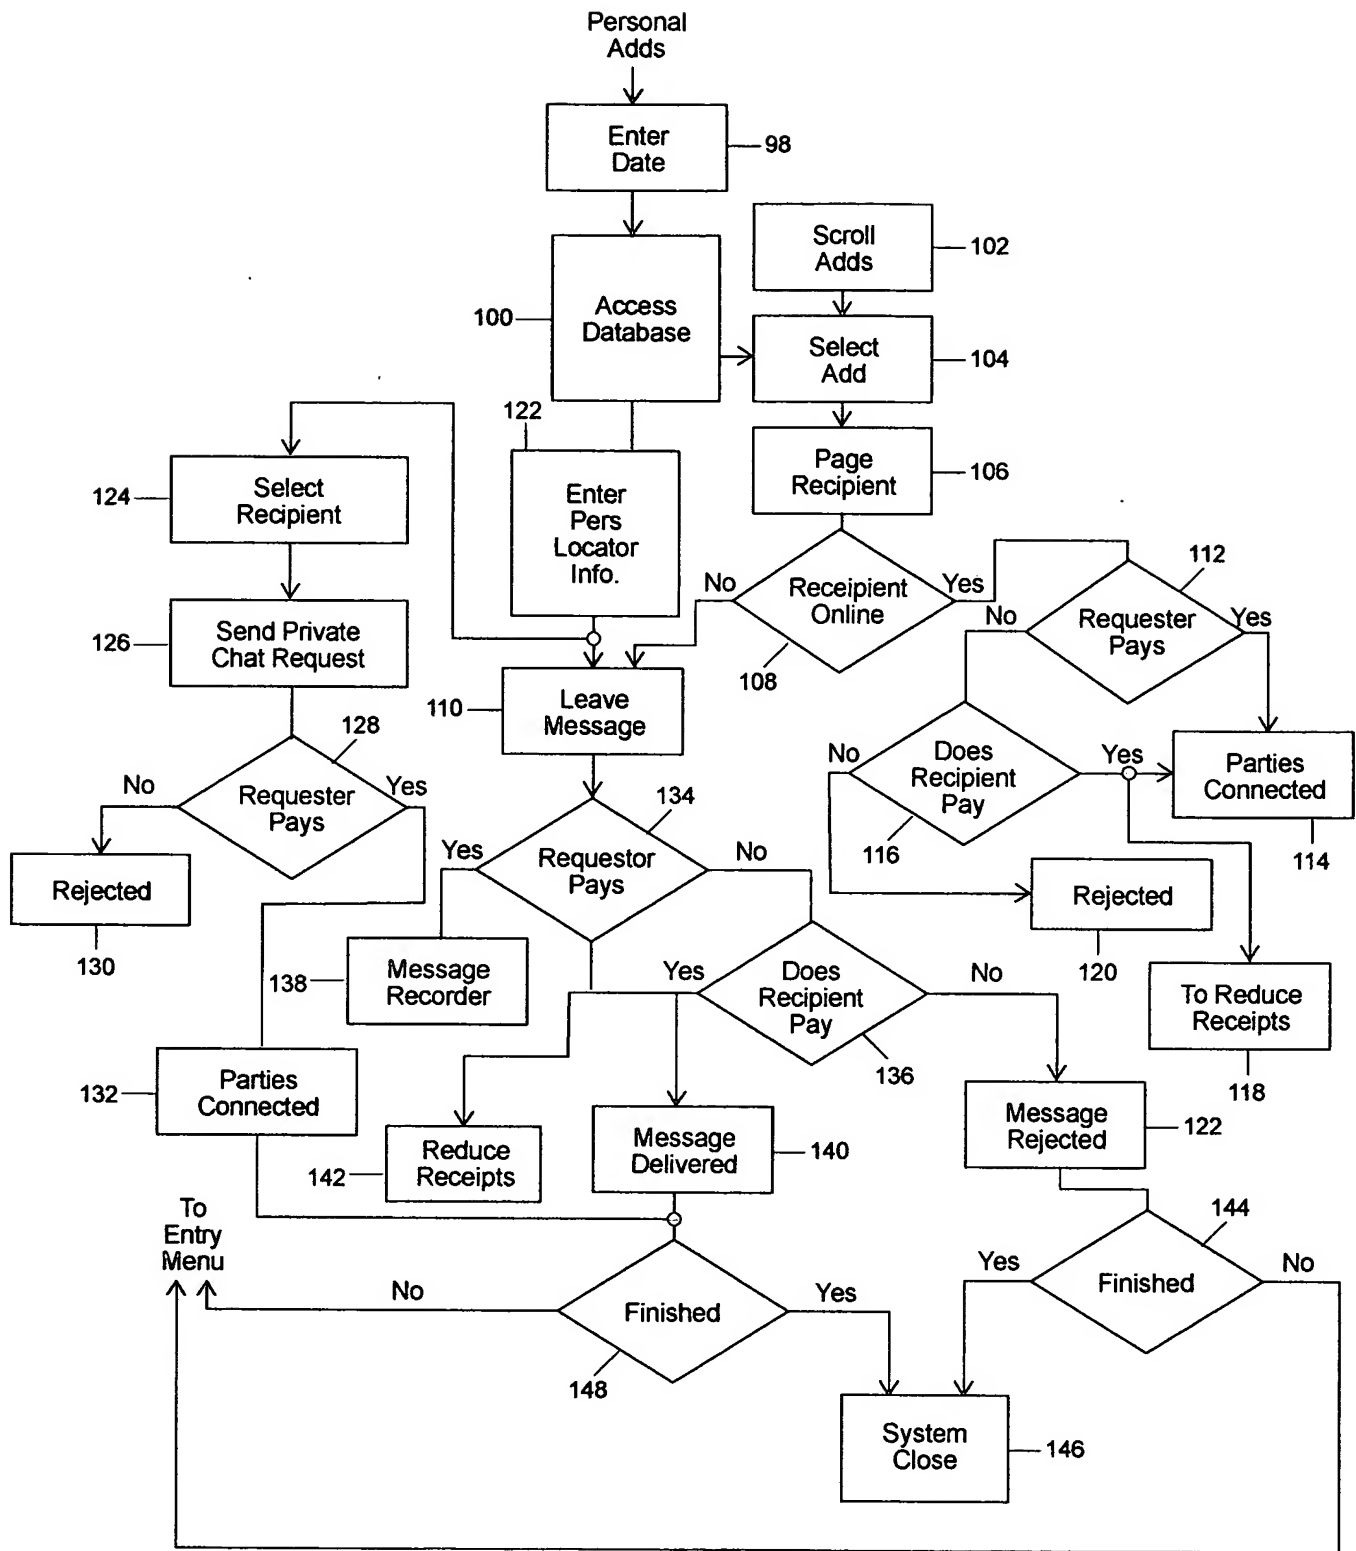 Personal
Adds
Enter
Date
98
Scroll
Adds
102
100
Access
Database
Select
Add
104
122
Page
Recipient
106
124
Select
Recipient
Enter
Pers
Locator
Info.
No
Receipient
Online
Yes
108
112
No
Requester
Pays
Yes
126
Send Private
Chat Request
110
Leave
Message
128
No
Requester
Pays
Yes
No
Does
Recipient
Pay
Yes
116
Parties
Connected
114
134
Yes
Requestor
Pays
No
Rejected
130
Rejected
120
138
Message
Recorder
Yes
Does
Recipient
Pay
No
136
To Reduce
Receipts
118
132
Parties
Connected
142
Reduce
Receipts
Message
Delivered
140
Message
Rejected
122
To
Entry
Menu
144
Yes
Finished
No
No
Finished
Yes
148
System
Close
146